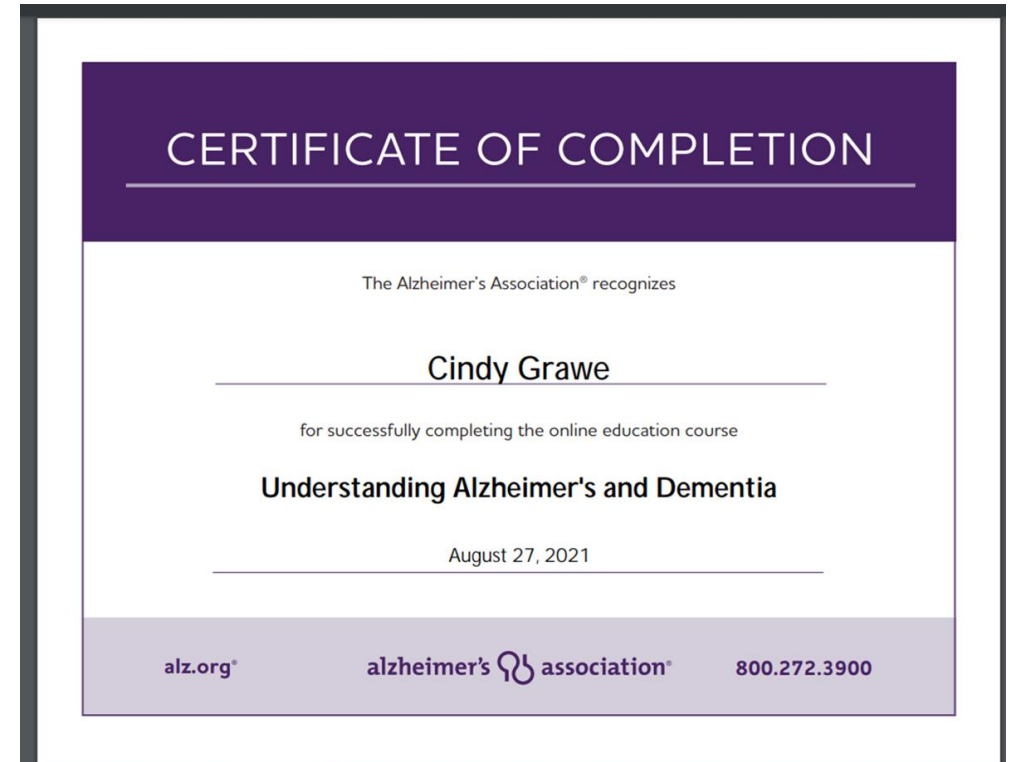 CERTIFICATE OF COMPLETION
The Alzheimer's Association® recognizes
Cindy Grawe
for successfully completing the online education course
Understanding Alzheimer's and Dementia
August 27, 2021
alz.org® alzheimer's association® 800.272.3900